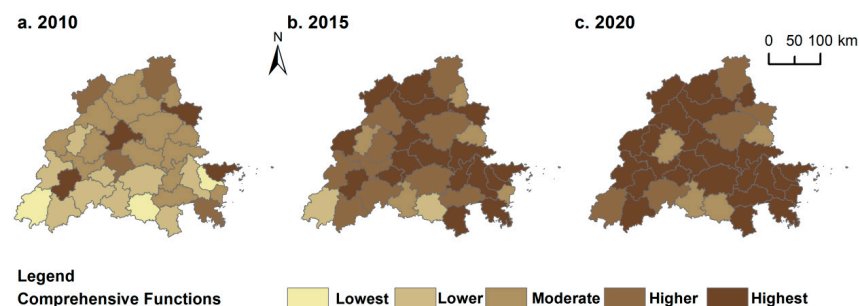 a. 2010
b. 2015
c. 2020
N
0 50 100 km
Legend
Comprehensive Functions
Lowest Lower Moderate Higher Highest